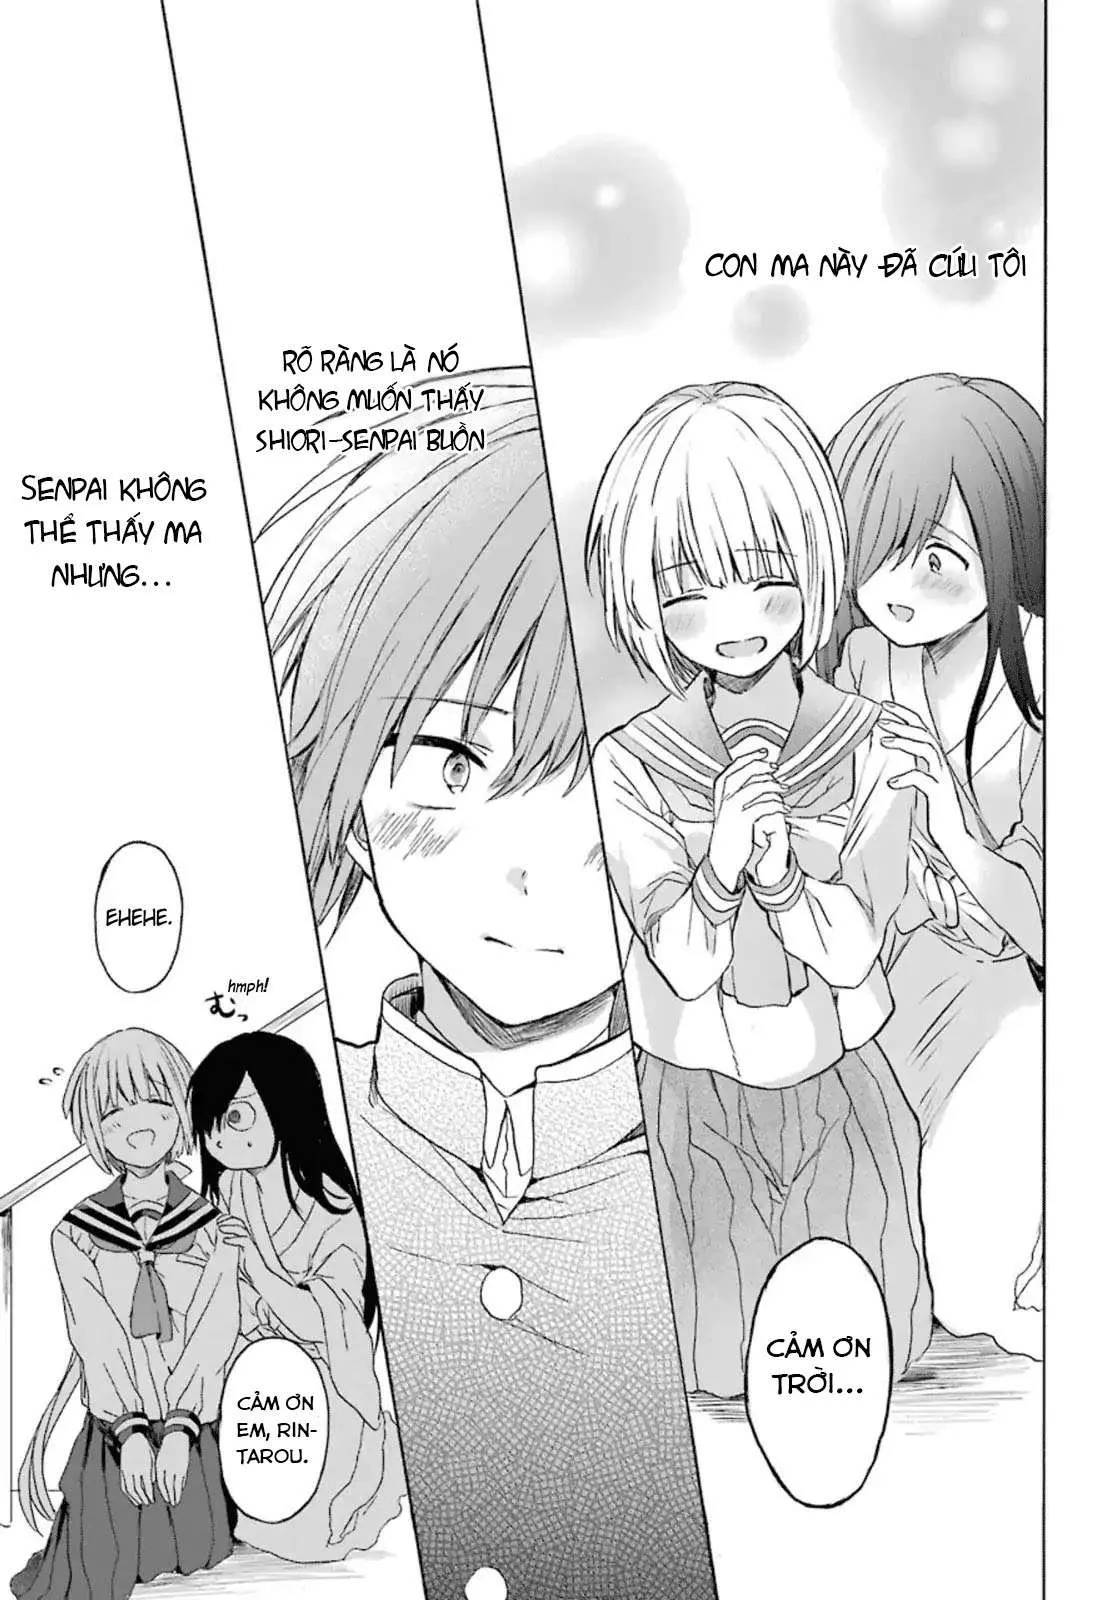 CON MA NÀY ĐÃ CỨU TÔI
CẢM ƠN
TRỜI...
RÕ RÀNG LÀ NÓ
KHÔNG MUỐN THẤY
SHIORI-SENPAI BUỒN
SENPAI KHÔNG
THỂ THẤY MA
NHƯNG...
EHEHE.
hmph!
むっ
CẢM ƠN
EM, RIN-
TAROU.